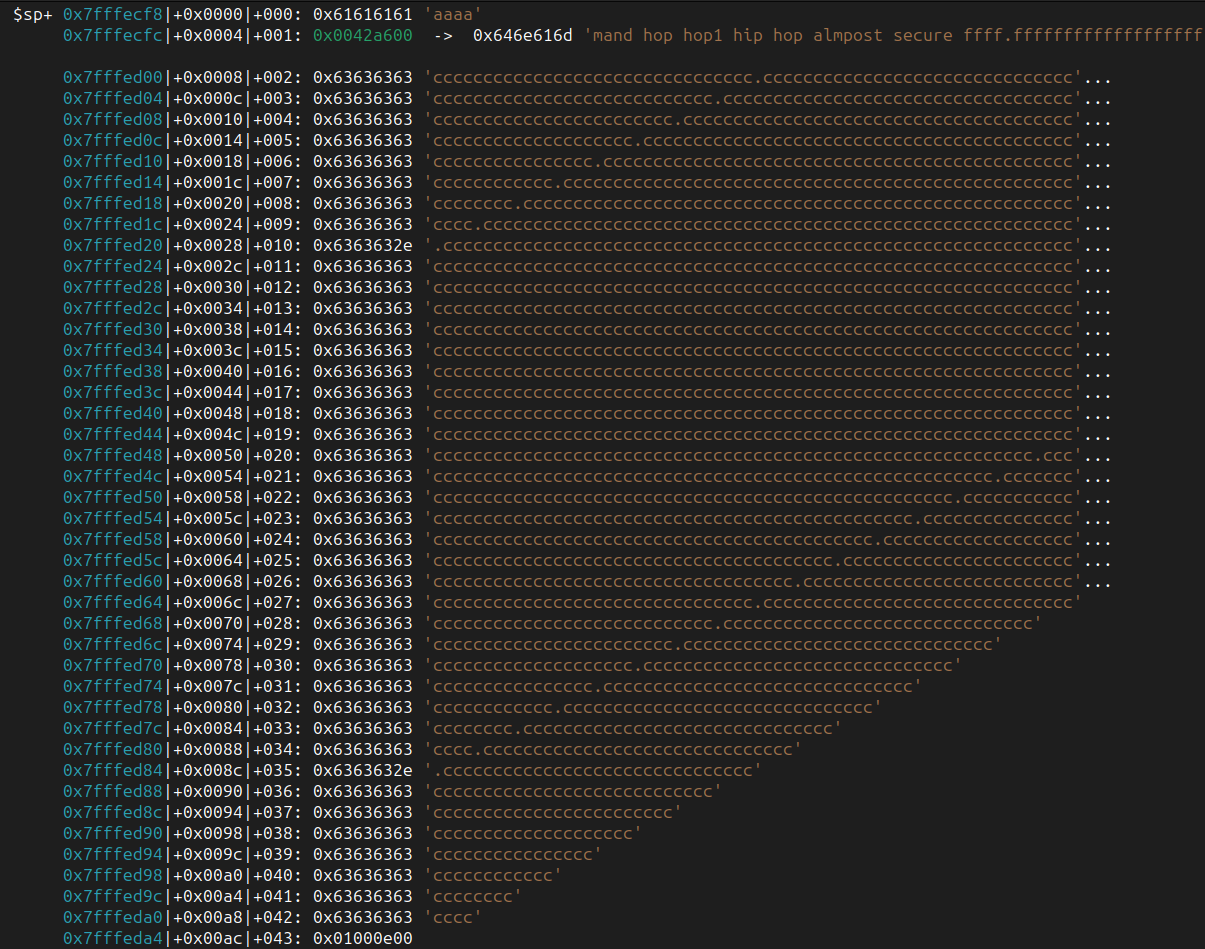 $sp+ 0x7fffecf8|+0x0000|+000: 0x61616161 'aaaa'
0x7fffecfc|+0x0004|+001: 0x0042a600 -> 0x646e616d 'mand hop hop1 hip hop almpost secure ffff.fffffffffffffffffff
0x7fffed00|+0x0008|+002: 0x63636363 'cccccccccccccccccccccccccccccccc.ccccccccccccccccccccccccccccccc'...
0x7fffed04|+0x000c|+003: 0x63636363 'cccccccccccccccccccccccccccc.ccccccccccccccccccccccccccccccccccc'...
0x7fffed08|+0x0010|+004: 0x63636363 'cccccccccccccccccccccccc.ccccccccccccccccccccccccccccccccccccccc'...
0x7fffed0c|+0x0014|+005: 0x63636363 'cccccccccccccccccccc.ccccccccccccccccccccccccccccccccccccccccccc'...
0x7fffed10|+0x0018|+006: 0x63636363 'cccccccccccccccc.ccccccccccccccccccccccccccccccccccccccccccccccc'...
0x7fffed14|+0x001c|+007: 0x63636363 'cccccccccccc.ccccccccccccccccccccccccccccccccccccccccccccccccccc'...
0x7fffed18|+0x0020|+008: 0x63636363 'cccccccc.ccccccccccccccccccccccccccccccccccccccccccccccccccccccc'...
0x7fffed1c|+0x0024|+009: 0x63636363 'cccc.ccccccccccccccccccccccccccccccccccccccccccccccccccccccccccc'...
0x7fffed20|+0x0028|+010: 0x6363632e '.ccccccccccccccccccccccccccccccccccccccccccccccccccccccccccccccc'...
0x7fffed24|+0x002c|+011: 0x63636363 'cccccccccccccccccccccccccccccccccccccccccccccccccccccccccccccccc'...
0x7fffed28|+0x0030|+012: 0x63636363 'cccccccccccccccccccccccccccccccccccccccccccccccccccccccccccccccc'...
0x7fffed2c|+0x0034|+013: 0x63636363 'cccccccccccccccccccccccccccccccccccccccccccccccccccccccccccccccc'...
0x7fffed30|+0x0038|+014: 0x63636363 'cccccccccccccccccccccccccccccccccccccccccccccccccccccccccccccccc'...
0x7fffed34|+0x003c|+015: 0x63636363 'cccccccccccccccccccccccccccccccccccccccccccccccccccccccccccccccc'...
0x7fffed38|+0x0040|+016: 0x63636363 'cccccccccccccccccccccccccccccccccccccccccccccccccccccccccccccccc'...
0x7fffed3c|+0x0044|+017: 0x63636363 'cccccccccccccccccccccccccccccccccccccccccccccccccccccccccccccccc'...
0x7fffed40|+0x0048|+018: 0x63636363 'cccccccccccccccccccccccccccccccccccccccccccccccccccccccccccccccc'...
0x7fffed44|+0x004c|+019: 0x63636363 'cccccccccccccccccccccccccccccccccccccccccccccccccccccccccccccccc'...
0x7fffed48|+0x0050|+020: 0x63636363 'cccccccccccccccccccccccccccccccccccccccccccccccccccccccccccc.ccc'...
0x7fffed4c|+0x0054|+021: 0x63636363 'cccccccccccccccccccccccccccccccccccccccccccccccccccccccc.ccccccc'...
0x7fffed50|+0x0058|+022: 0x63636363 'cccccccccccccccccccccccccccccccccccccccccccccccccccc.ccccccccccc'...
0x7fffed54|+0x005c|+023: 0x63636363 'cccccccccccccccccccccccccccccccccccccccccccccccc.ccccccccccccccc'...
0x7fffed58|+0x0060|+024: 0x63636363 'cccccccccccccccccccccccccccccccccccccccccccc.ccccccccccccccccccc'...
0x7fffed5c|+0x0064|+025: 0x63636363 'cccccccccccccccccccccccccccccccccccccccc.ccccccccccccccccccccccc'...
0x7fffed60|+0x0068|+026: 0x63636363 'cccccccccccccccccccccccccccccccccccc.ccccccccccccccccccccccccccc'...
0x7fffed64|+0x006c|+027: 0x63636363 'cccccccccccccccccccccccccccccccc.ccccccccccccccccccccccccccccccc'
0x7fffed68|+0x0070|+028: 0x63636363 'cccccccccccccccccccccccccccc.ccccccccccccccccccccccccccccccc'
0x7fffed6c|+0x0074|+029: 0x63636363 'cccccccccccccccccccccccc.ccccccccccccccccccccccccccccccc'
0x7fffed70|+0x0078|+030: 0x63636363 'cccccccccccccccccccc.ccccccccccccccccccccccccccccccc'
0x7fffed74|+0x007c|+031: 0x63636363 'cccccccccccccccc.ccccccccccccccccccccccccccccccc'
0x7fffed78|+0x0080|+032: 0x63636363 'cccccccccccc.ccccccccccccccccccccccccccccccc'
0x7fffed7c|+0x0084|+033: 0x63636363 'cccccccc.ccccccccccccccccccccccccccccccc'
0x7fffed80|+0x0088|+034: 0x63636363 'cccc.ccccccccccccccccccccccccccccccc'
0x7fffed84|+0x008c|+035: 0x6363632e '.ccccccccccccccccccccccccccccccc'
0x7fffed88|+0x0090|+036: 0x63636363 'cccccccccccccccccccccccccccc'
0x7fffed8c|+0x0094|+037: 0x63636363 'cccccccccccccccccccccccc'
0x7fffed90|+0x0098|+038: 0x63636363 'cccccccccccccccccccc'
0x7fffed94|+0x009c|+039: 0x63636363 'cccccccccccccccc'
0x7fffed98|+0x00a0|+040: 0x63636363 'cccccccccccc'
0x7fffed9c|+0x00a4|+041: 0x63636363 'cccccccc'
0x7fffeda0|+0x00a8|+042: 0x63636363 'cccc'
0x7fffeda4|+0x00ac|+043: 0x01000e00